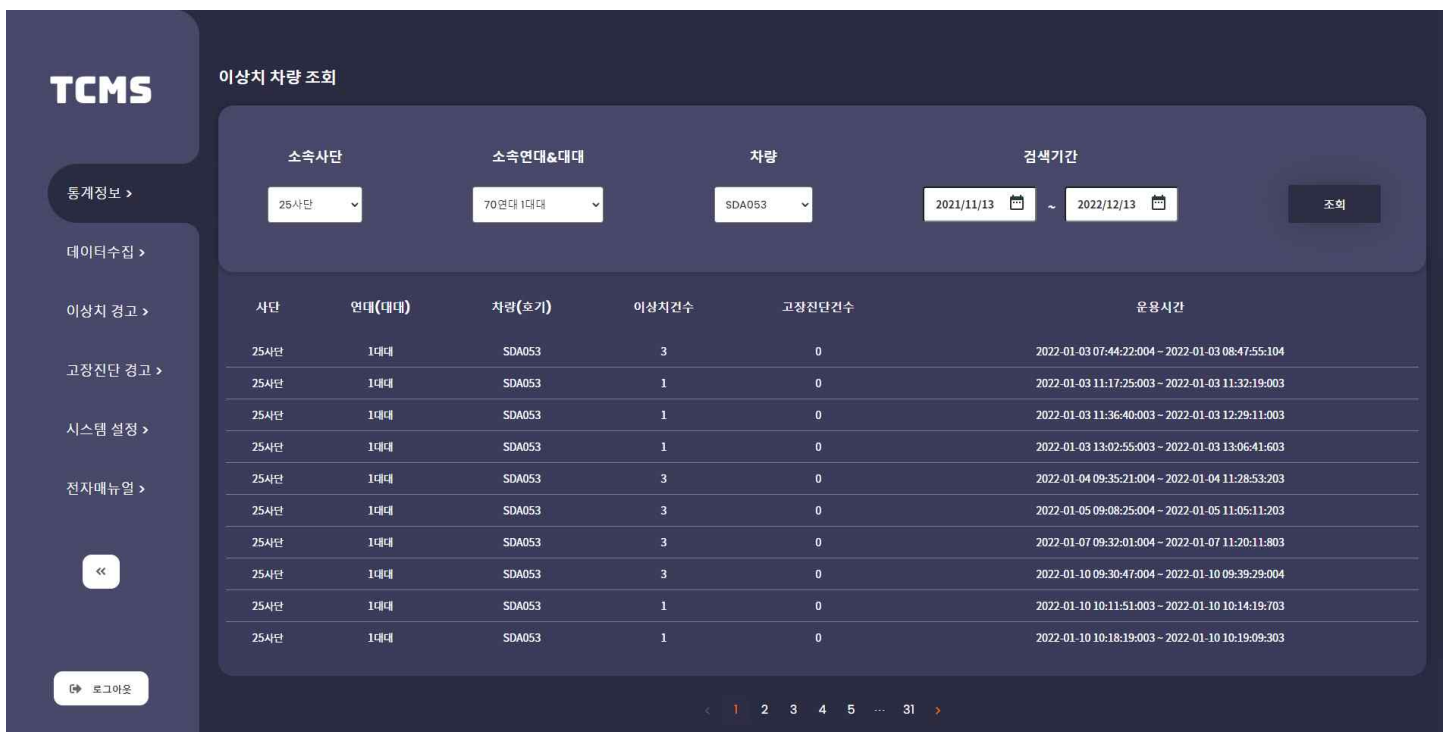 TCMS
통계정보 >
데이터수집 >
이상치 경고 >
고장진단 경고 >
시스템 설정 >
전자매뉴얼 >
«
로그아웃
이상치 차량 조회
소속사단 소속연대&대대 차량 검색기간
25사단 70연대 1대대 SDA053 2021/11/13 ~ 2022/12/13 조회
사단 연대(대대) 차량(호기) 이상치건수 고장진단건수 운용시간
25사단 1대대 SDA053 3 0 2022-01-03 07:44:22:004 ~ 2022-01-03 08:47:55:104
25사단 1대대 SDA053 1 0 2022-01-03 11:17:25:003 ~ 2022-01-03 11:32:19:003
25사단 1대대 SDA053 1 0 2022-01-03 11:36:40:003 ~ 2022-01-03 12:29:11:003
25사단 1대대 SDA053 1 0 2022-01-03 13:02:55:003 ~ 2022-01-03 13:06:41:603
25사단 1대대 SDA053 3 0 2022-01-04 09:35:21:004 ~ 2022-01-04 11:28:53:203
25사단 1대대 SDA053 3 0 2022-01-05 09:08:25:004 ~ 2022-01-05 11:05:11:203
25사단 1대대 SDA053 3 0 2022-01-07 09:32:01:004 ~ 2022-01-07 11:20:11:803
25사단 1대대 SDA053 3 0 2022-01-10 09:30:47:004 ~ 2022-01-10 09:39:29:004
25사단 1대대 SDA053 1 0 2022-01-10 10:11:51:003 ~ 2022-01-10 10:14:19:703
25사단 1대대 SDA053 1 0 2022-01-10 10:18:19:003 ~ 2022-01-10 10:19:09:303
< 1 2 3 4 5 ··· 31 >